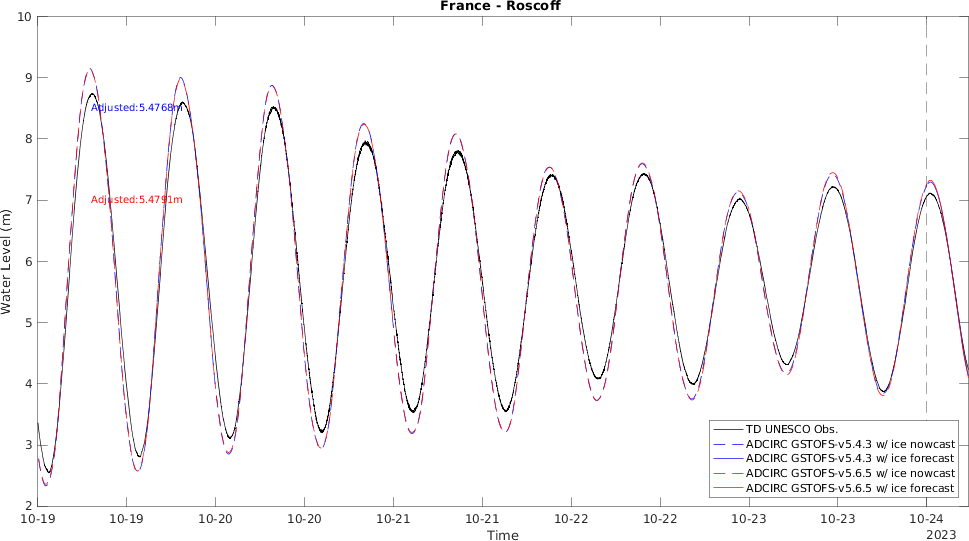 France - Roscoff
10
9
8
7
6
5
4
3
2
Water Level (m)
Adjusted:5.4768m
Adjusted:5.4791m
TD UNESCO Obs.
ADCIRC GSTOFS-v5.4.3 w/ ice nowcast
ADCIRC GSTOFS-v5.4.3 w/ ice forecast
ADCIRC GSTOFS-v5.6.5 w/ ice nowcast
ADCIRC GSTOFS-v5.6.5 w/ ice forecast
10-19 10-19 10-20 10-20 10-21 10-21 10-22 10-22 10-23 10-23 10-24
Time 2023